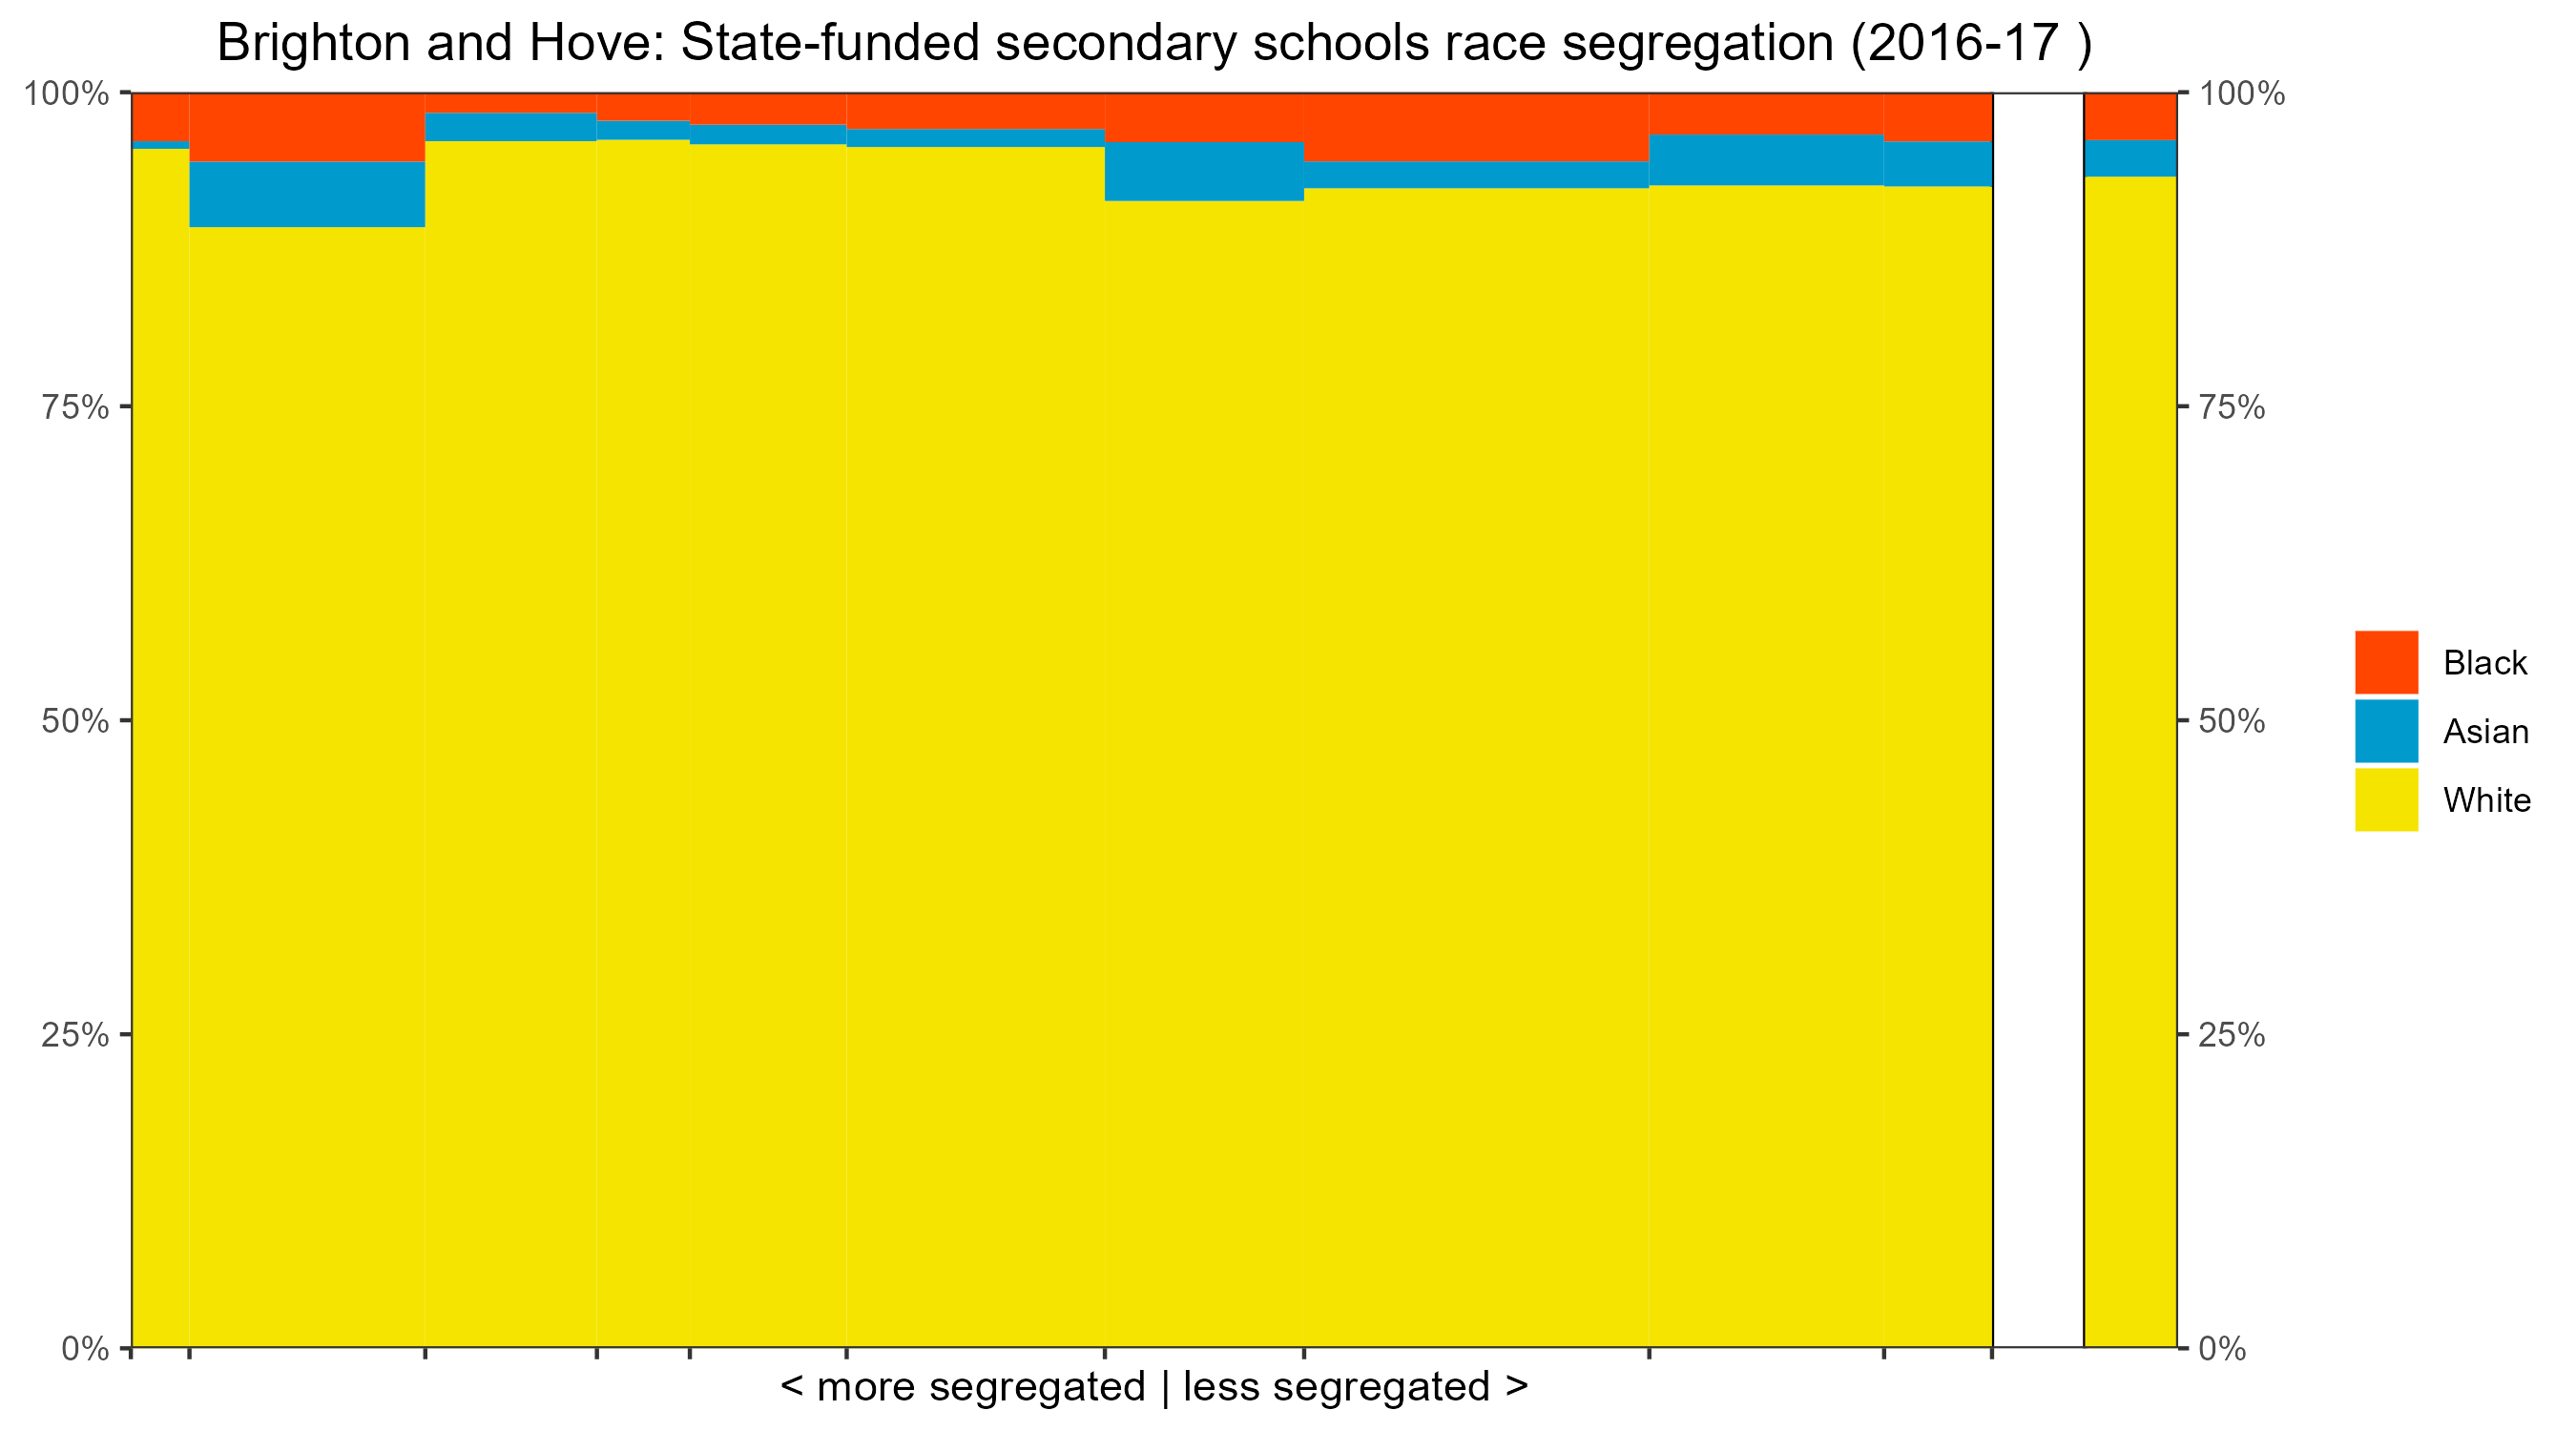 Brighton and Hove: State-funded secondary schools race segregation (2016-17 )
100%
75%
50%
25%
0%
100%
75%
50%
25%
0%
Black
Asian
White
< more segregated | less segregated >